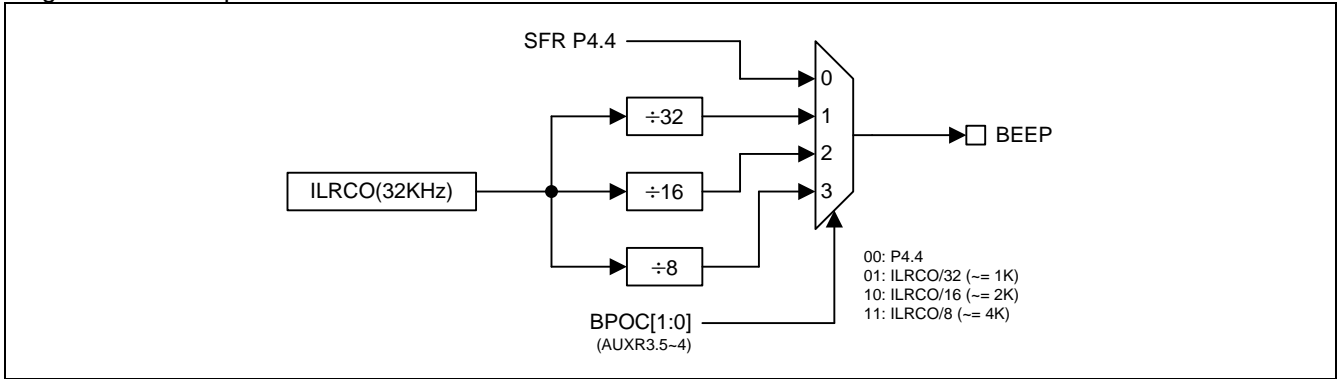 SFR P4.4
0
÷32
1
BEEP
2
ILRCO(32KHz)
÷16
3
÷8
00: P4.4
01: ILRCO/32 (~= 1K)
10: ILRCO/16 (~= 2K)
11: ILRCO/8 (~= 4K)
BPOC[1:0]
(AUXR3.5~4)